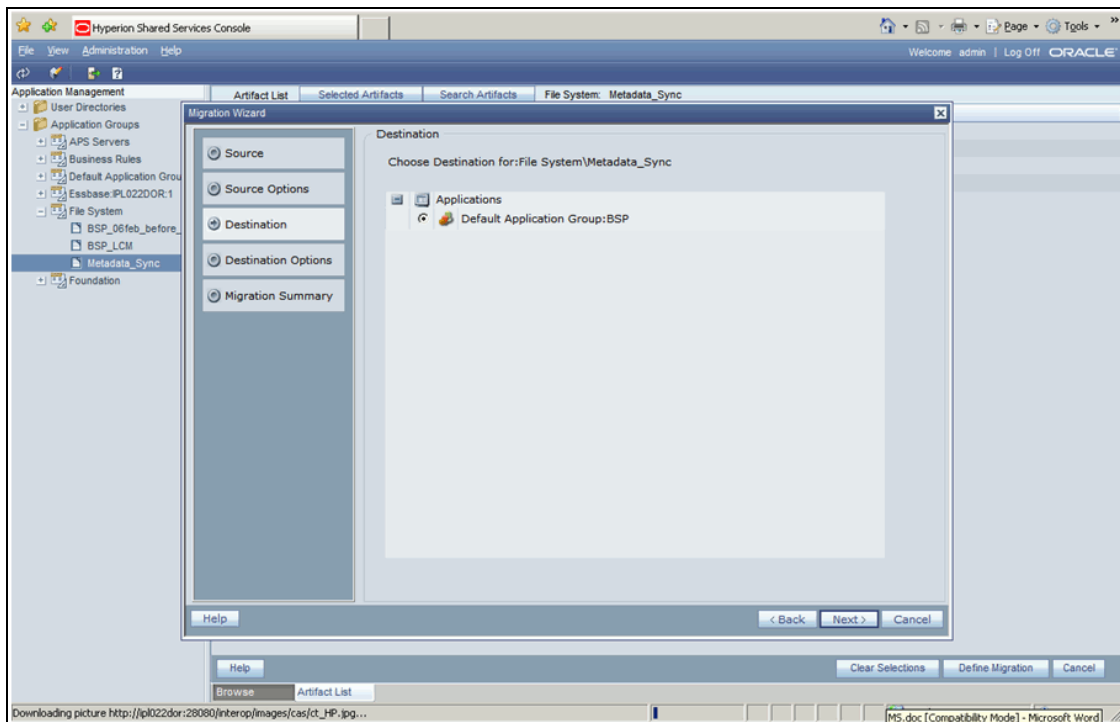 Hyperion Shared Services Console
Page
Tools
»
File View Administration Help
Welcome admin | Log Off ORACLE
Application Management
Artifact List Selected Artifacts Search Artifacts File System: Metadata_Sync
User Directories
Application Groups
APS Servers
Business Rules
Default Application Grou
Essbase:IPL022DOR:1
File System
BSP_06feb_before_
BSP_LCM
Metadata_Sync
Foundation
Migration Wizard
Source
Source Options
Destination
Destination Options
Migration Summary
Destination
Choose Destination for:File System\Metadata_Sync
Applications
Default Application Group:BSP
Help < Back Next > Cancel
Help Clear Selections Define Migration Cancel
Browse Artifact List
Downloading picture http://ipl022dor:28080/interop/images/cas/ct_HP.jpg...
MS.doc [Compatibility Mode] - Microsoft Word